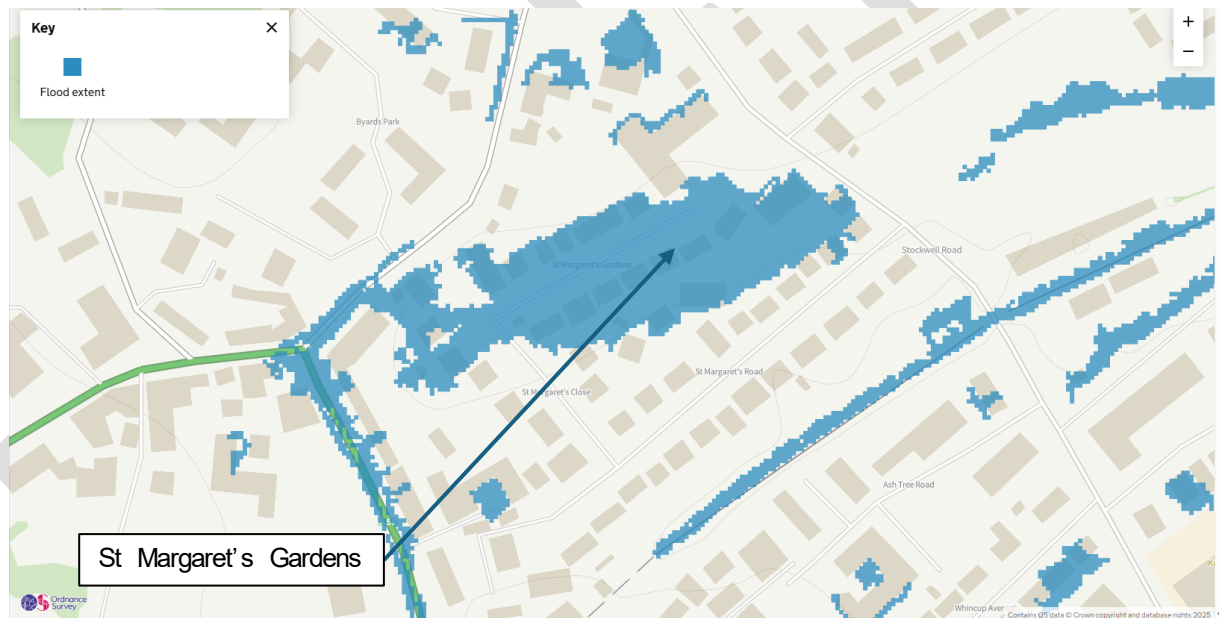 Key
×
Flood extent
+
−
Byards Park
St Margaret's Gardens
Stockwell Road
St Margaret's Road
St Margaret's Close
Ash Tree Road
St Margaret's Gardens
Whincup Aven
Ordnance
Survey
Contains OS data © Crown copyright and database rights 2025